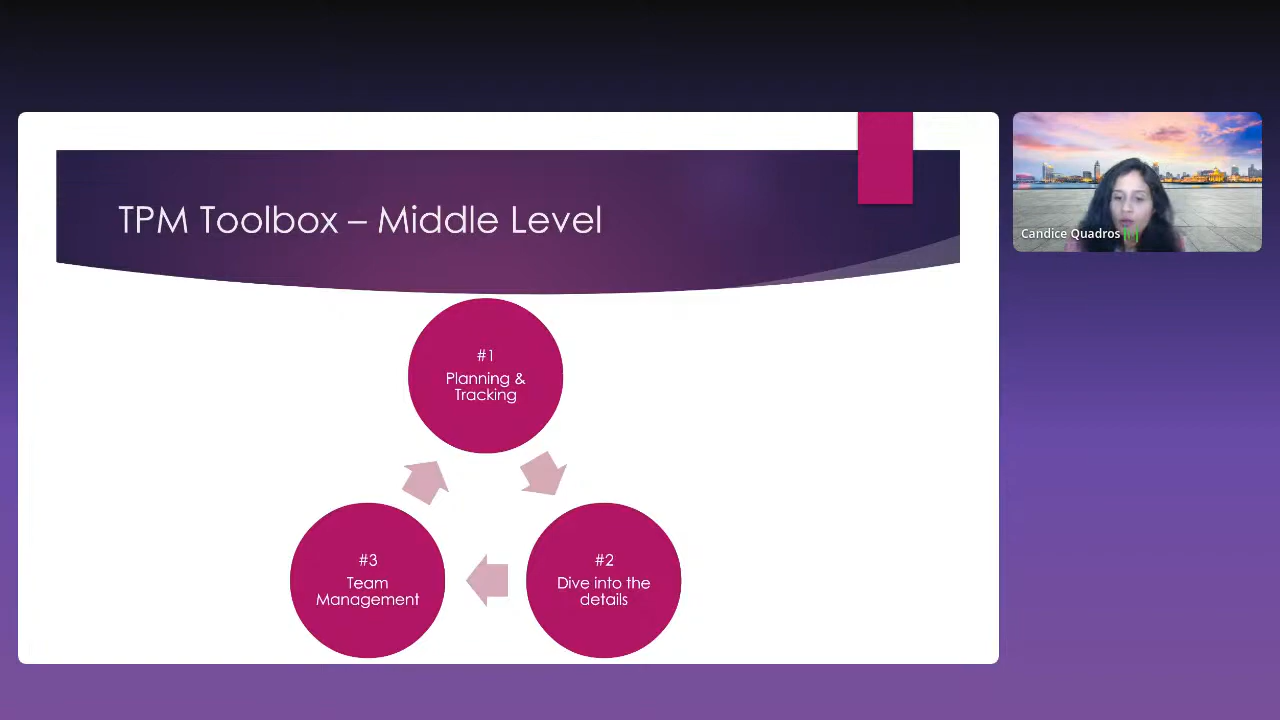 TPM Toolbox – Middle Level
#1
Planning &
Tracking
#2
Dive into the
details
#3
Team
Management
Candice Quadros